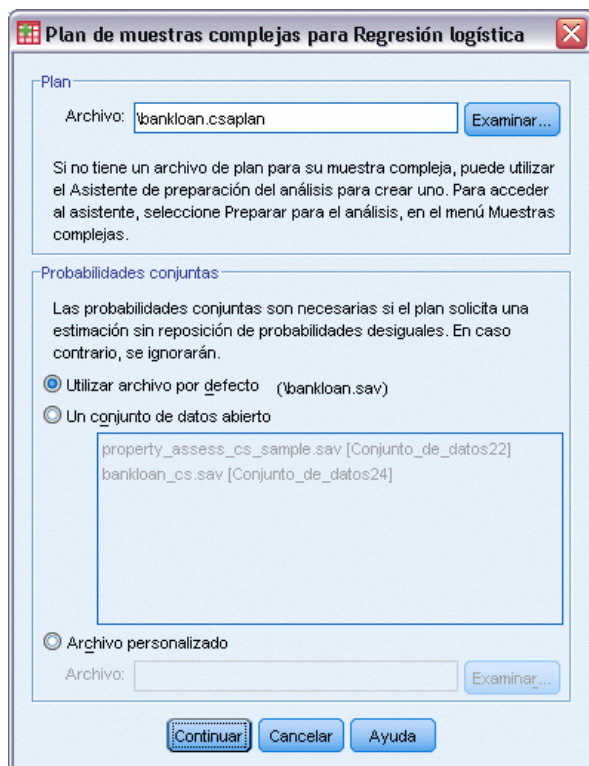 Plan de muestras complejas para Regresión logística
Plan
Archivo: \bankloan.csaplan Examinar...
Si no tiene un archivo de plan para su muestra compleja, puede utilizar
el Asistente de preparación del análisis para crear uno. Para acceder
al asistente, seleccione Preparar para el análisis, en el menú Muestras
complejas.
Probabilidades conjuntas
Las probabilidades conjuntas son necesarias si el plan solicita una
estimación sin reposición de probabilidades desiguales. En caso
contrario, se ignorarán.
Utilizar archivo por defecto (\bankloan.sav)
Un conjunto de datos abierto
property_assess_cs_sample.sav [Conjunto_de_datos22]
bankloan_cs.sav [Conjunto_de_datos24]
Archivo personalizado
Archivo: Examinar...
Continuar Cancelar Ayuda